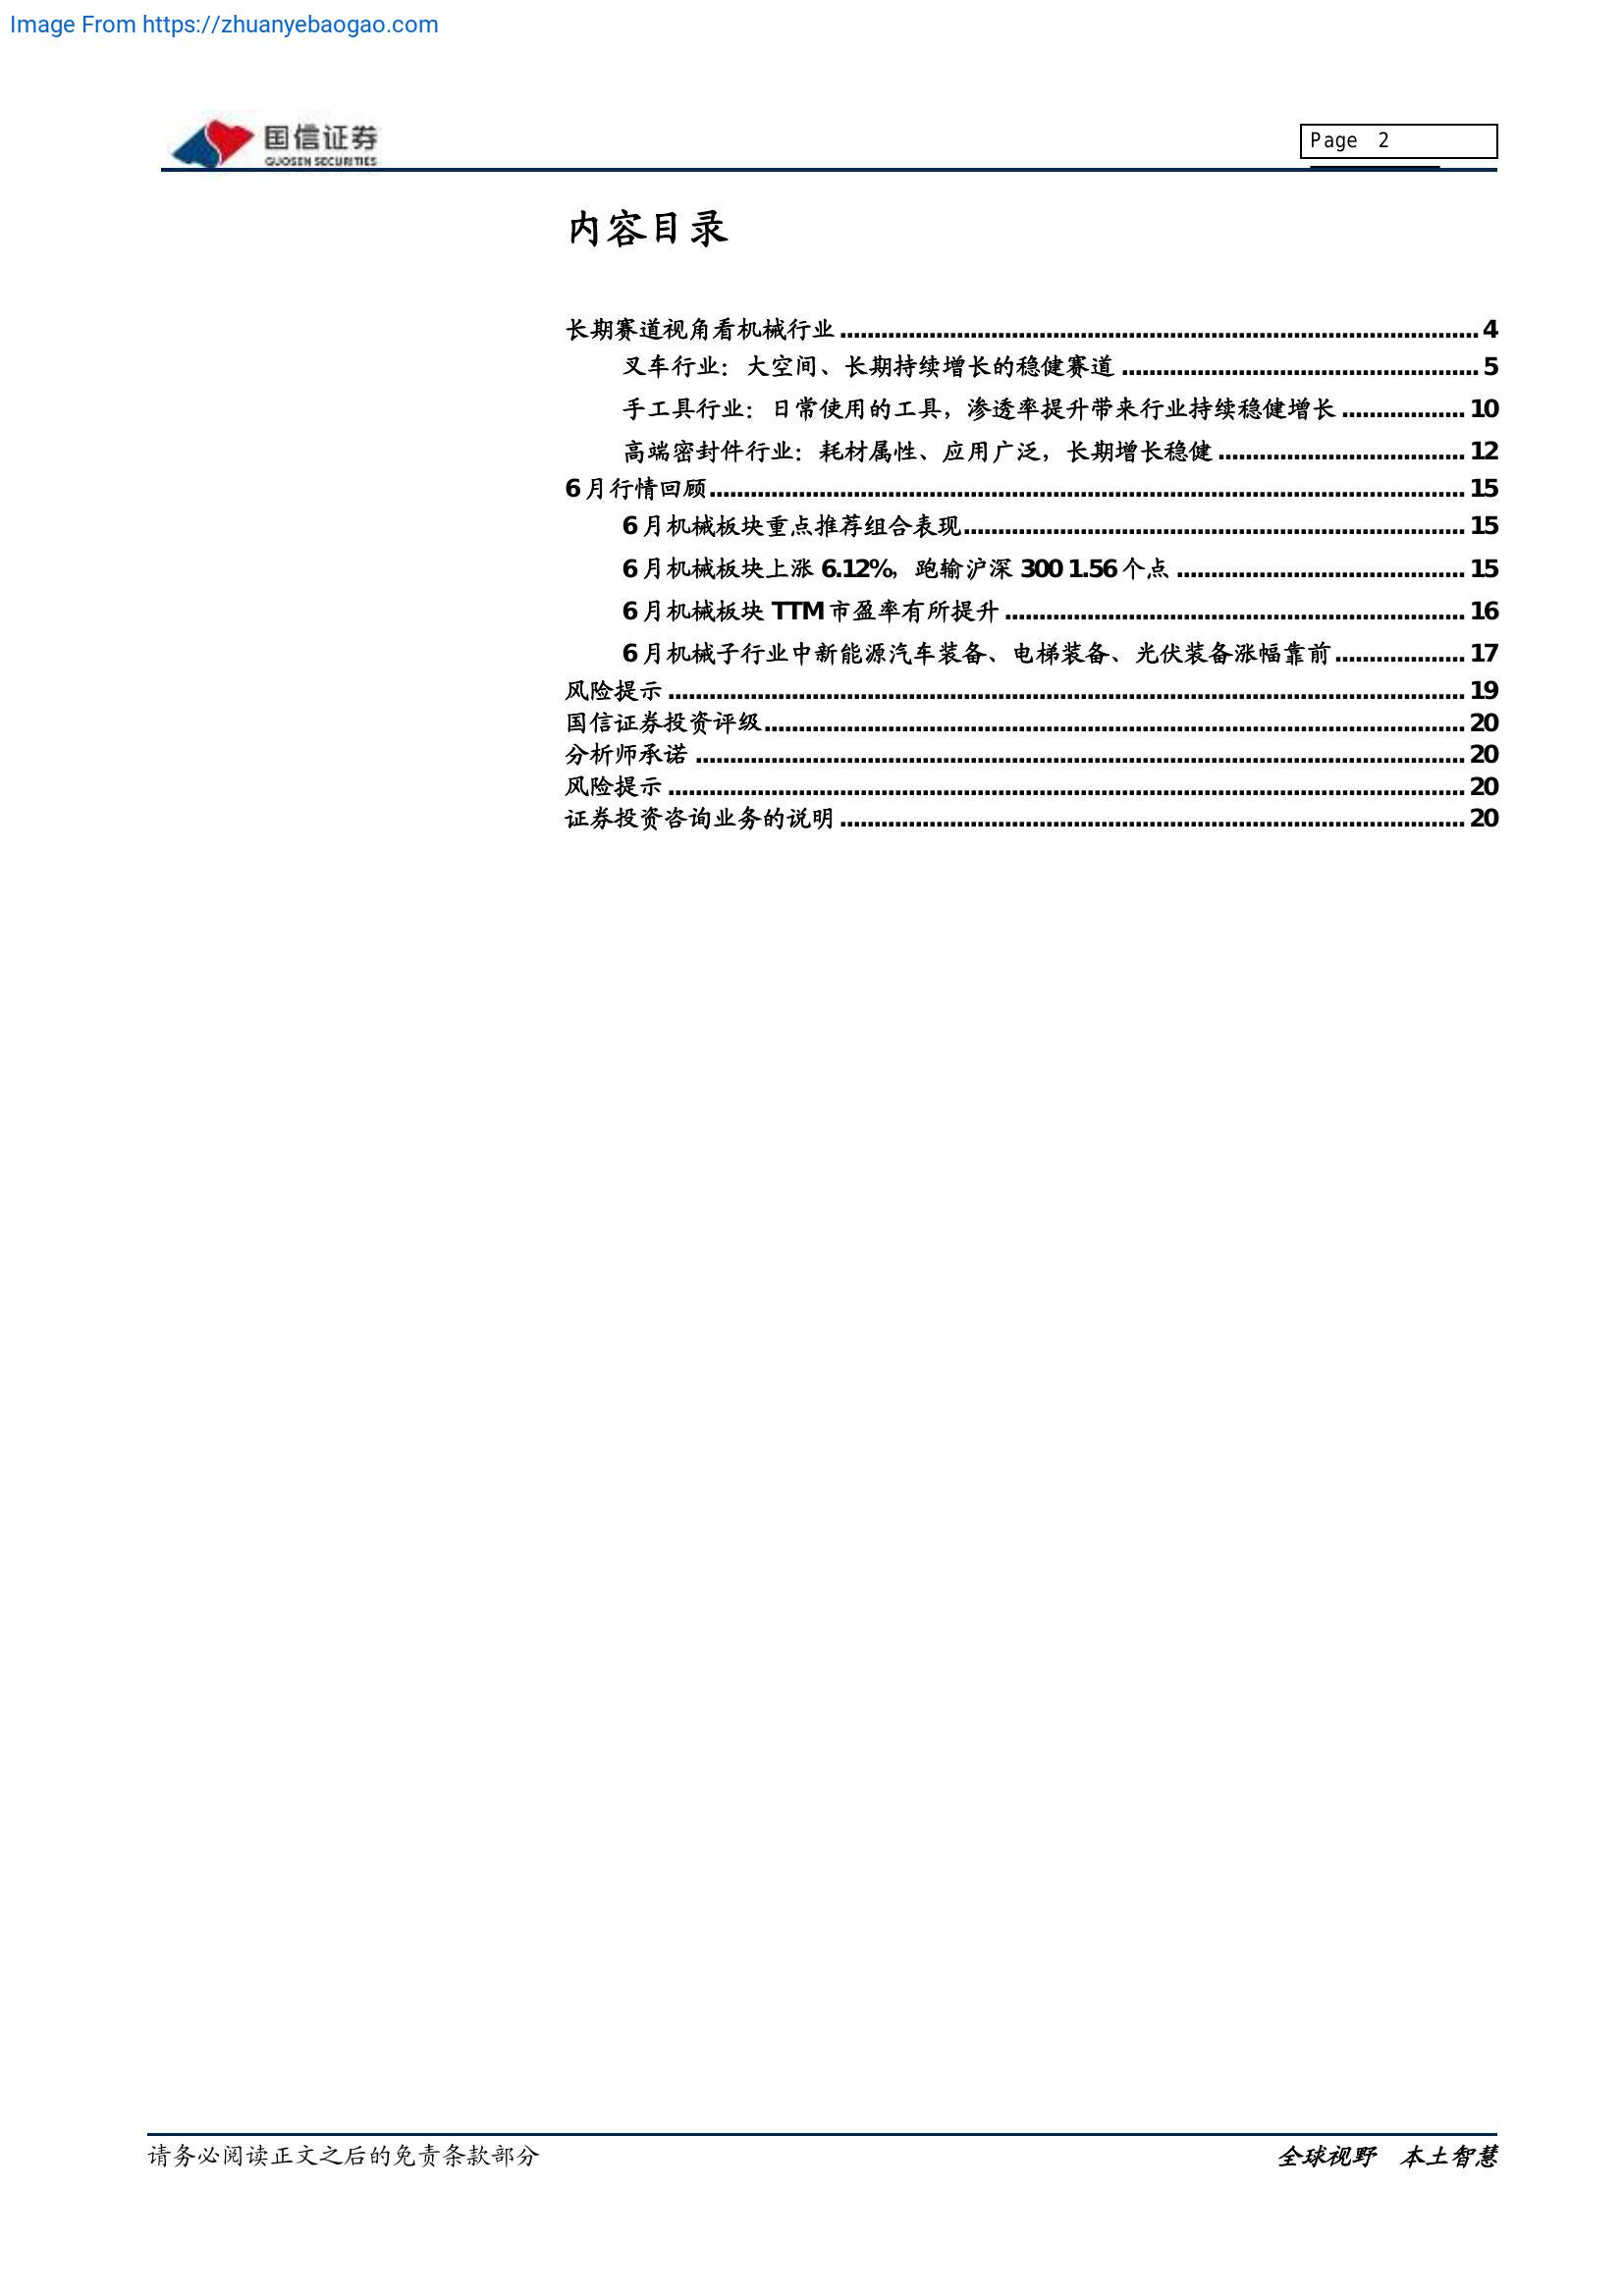 Image From https://zhuanyebaogao.com
国信证券
GUOSEN SECURITIES
Page 2
内容目录
长期赛道视角看机械行业 4
叉车行业：大空间、长期持续增长的稳健赛道 5
手工具行业：日常使用的工具，渗透率提升带来行业持续稳健增长 10
高端密封件行业：耗材属性、应用广泛，长期增长稳健 12
6 月行情回顾 15
6 月机械板块重点推荐组合表现 15
6 月机械板块上涨 6.12%，跑输沪深 300 1.56 个点 15
6 月机械板块 TTM 市盈率有所提升 16
6 月机械子行业中新能源汽车装备、电梯装备、光伏装备涨幅靠前 17
风险提示 19
国信证券投资评级 20
分析师承诺 20
风险提示 20
证券投资咨询业务的说明 20
请务必阅读正文之后的免责条款部分
全球视野 本土智慧